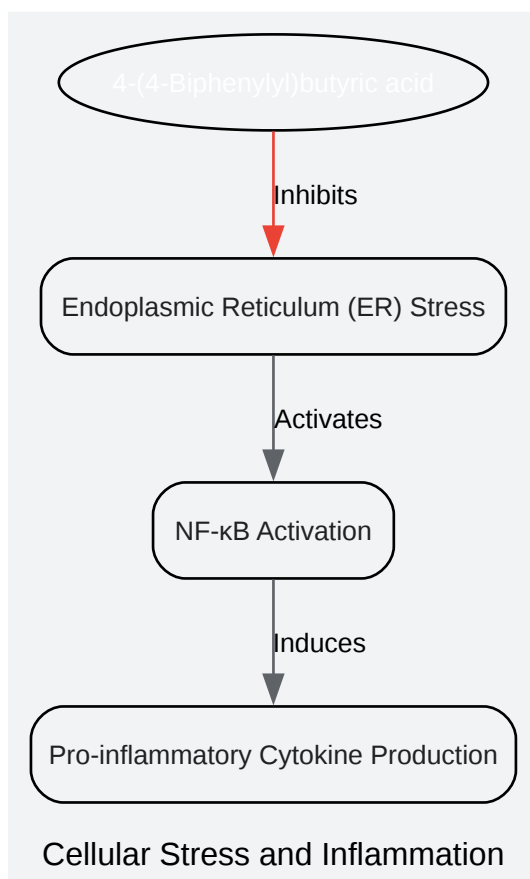 4-(4-Biphenylyl)butyric acid
Inhibits
Endoplasmic Reticulum (ER) Stress
Activates
NF-κB Activation
Induces
Pro-inflammatory Cytokine Production
Cellular Stress and Inflammation